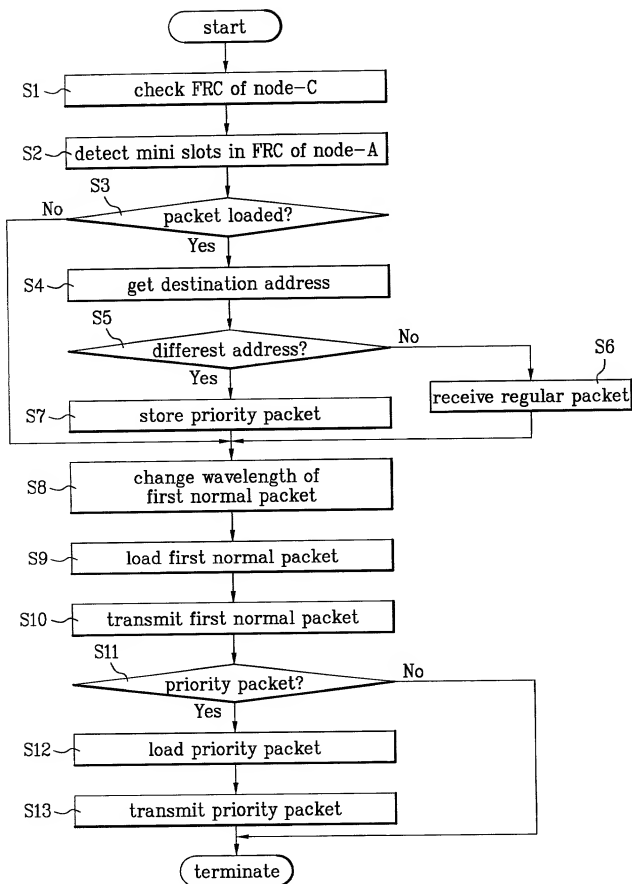 start
S1
check FRC of node-C
S2
detect mini slots in FRC of node-A
S3
No
packet loaded?
Yes
S4
get destination address
S5
No
different address?
Yes
S6
receive regular packet
S7
store priority packet
S8
change wavelength of
first normal packet
S9
load first normal packet
S10
transmit first normal packet
S11
No
priority packet?
Yes
S12
load priority packet
S13
transmit priority packet
terminate